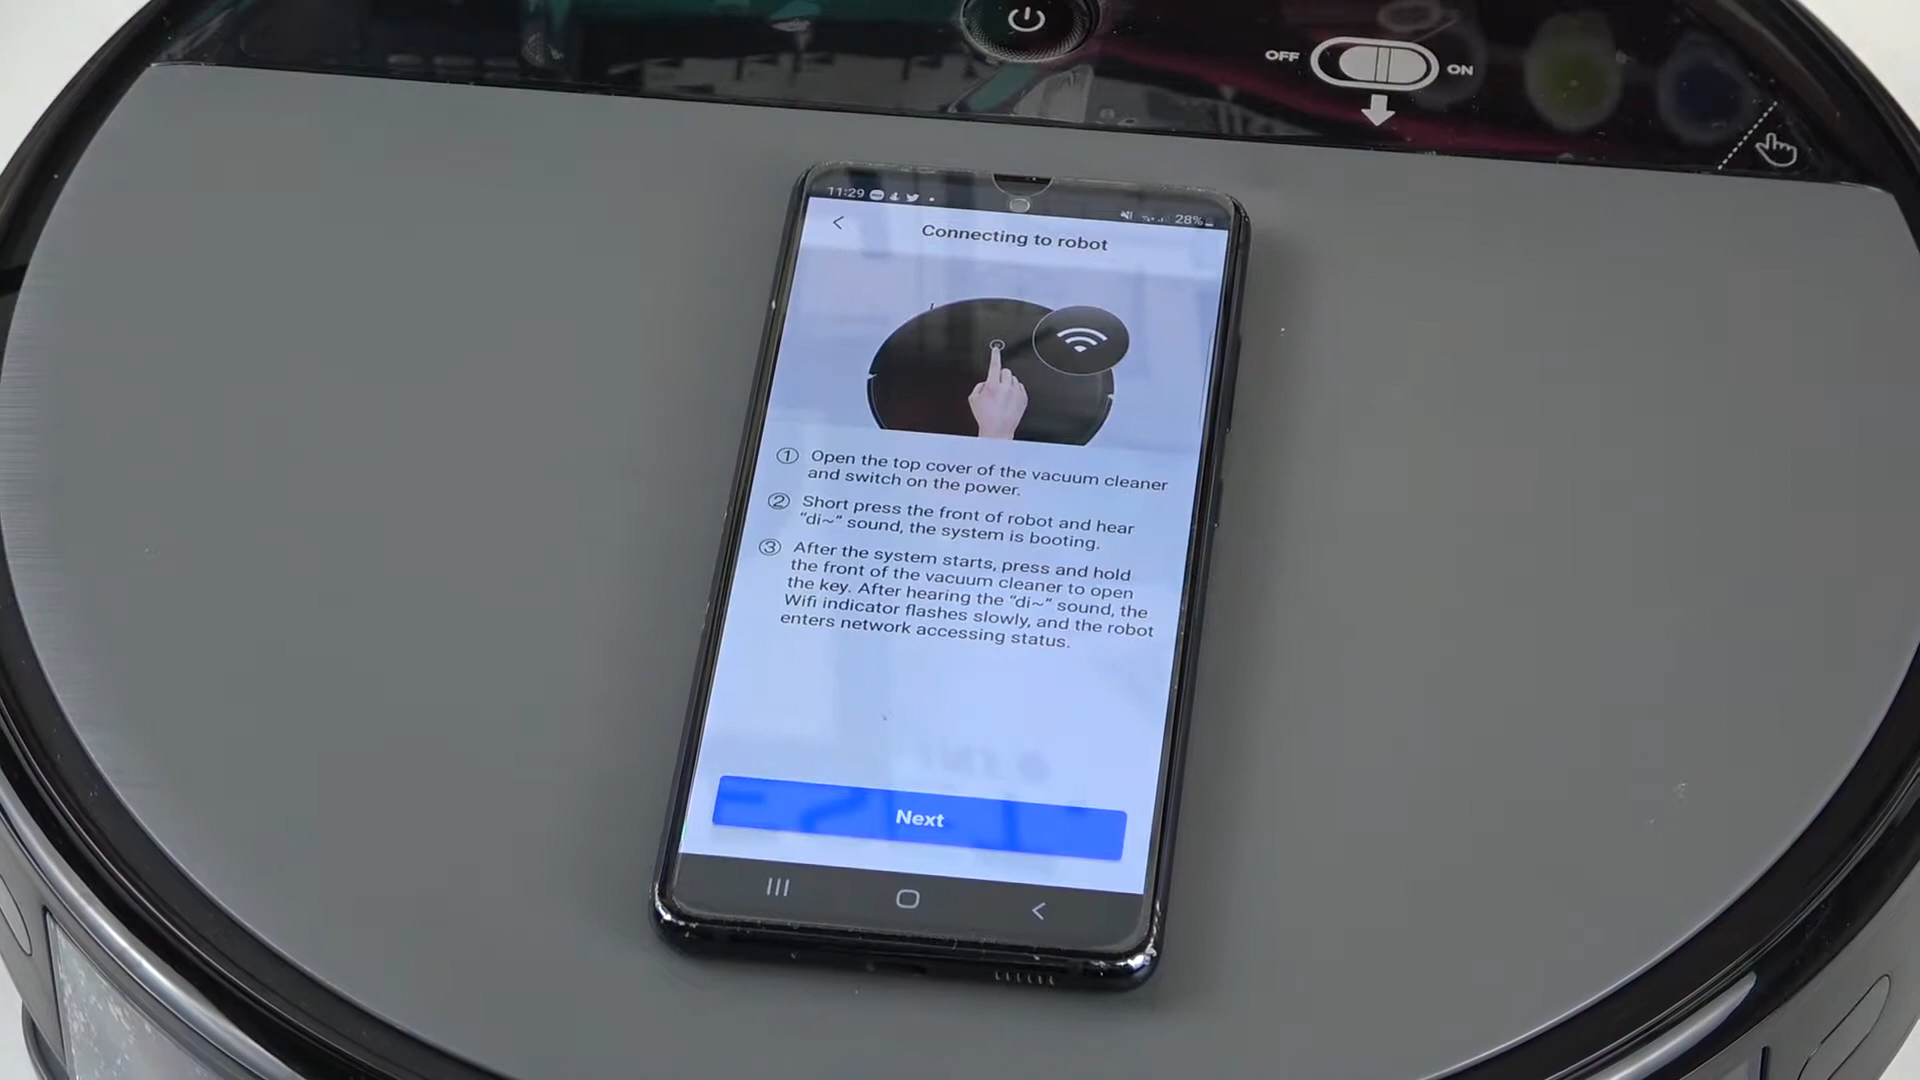 OFF ON
11:29 28%
Connecting to robot
① Open the top cover of the vacuum cleaner
and switch on the power.
② Short press the front of robot and hear
“di~“ sound, the system is booting.
③ After the system starts, press and hold
the front of the vacuum cleaner to open
the key. After hearing the “di~“ sound, the
Wifi indicator flashes slowly, and the robot
enters network accessing status.
Next